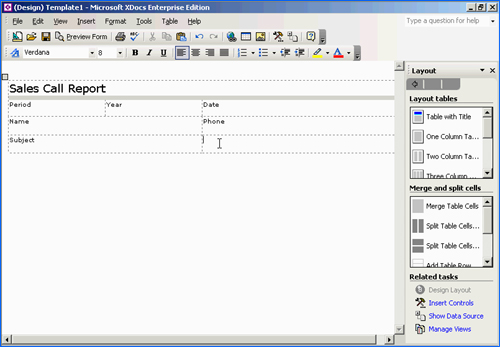 (Design) Template1 - Microsoft XDocs Enterprise Edition
File Edit View Insert Format Tools Table Help
Type a question for help
Preview Form
Verdana 8 B I U
Sales Call Report
Period Year Date
Name Phone
Subject
Layout
Layout tables
Table with Title
One Column Ta...
Two Column Ta...
Three Column
Merge and split cells
Merge Table Cells
Split Table Cells...
Split Table Cells...
Add Table Row
Related tasks
Design Layout
Insert Controls
Show Data Source
Manage Views